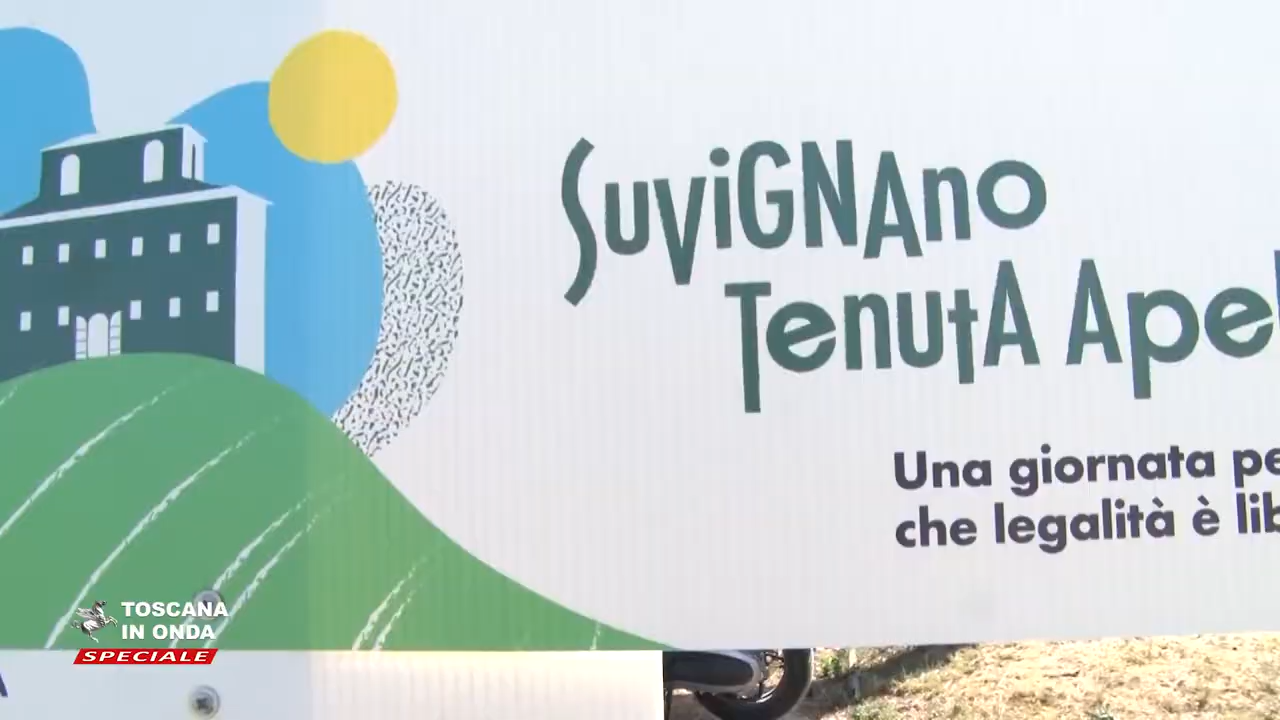 SuViGNAno
TenutA Ape
Una giornata pe
che legalità è lib
TOSCANA
IN ONDA
SPECIALE